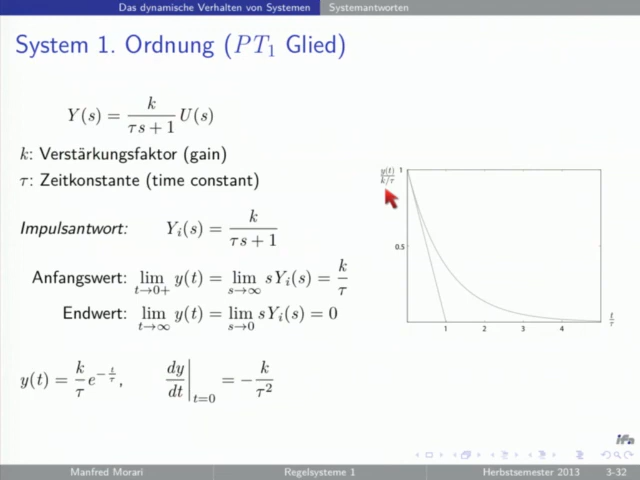 Das dynamische Verhalten von Systemen Systemantworten
System 1. Ordnung (PT₁ Glied)
Y(s) = k / (τs + 1) U(s)
k: Verstärkungsfaktor (gain)
τ: Zeitkonstante (time constant)
Impulsantwort: Yᵢ(s) = k / (τs + 1)
Anfangswert: lim t→0+ y(t) = lim s→∞ sYᵢ(s) = k/τ
Endwert: lim t→∞ y(t) = lim s→0 sYᵢ(s) = 0
y(t) = k/τ e^(−t/τ), dy/dt |t=0 = −k/τ²
y(t) / k/τ
1
0.5
1 2 3 4
t/τ
ifa
Manfred Morari Regelsysteme 1 Herbstsemester 2013 3-32